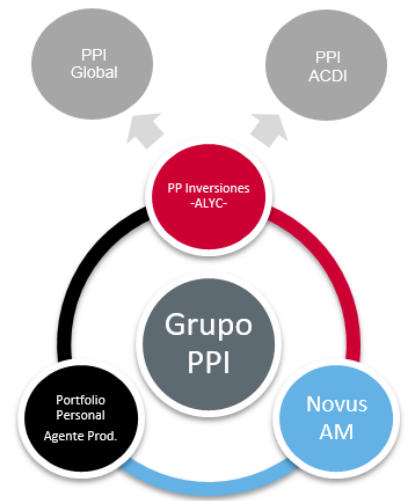 PPI
Global
PPI
ACDI
PP Inversiones
-ALYC-
Grupo
PPI
Portfolio
Personal
Agente Prod.
Novus
AM